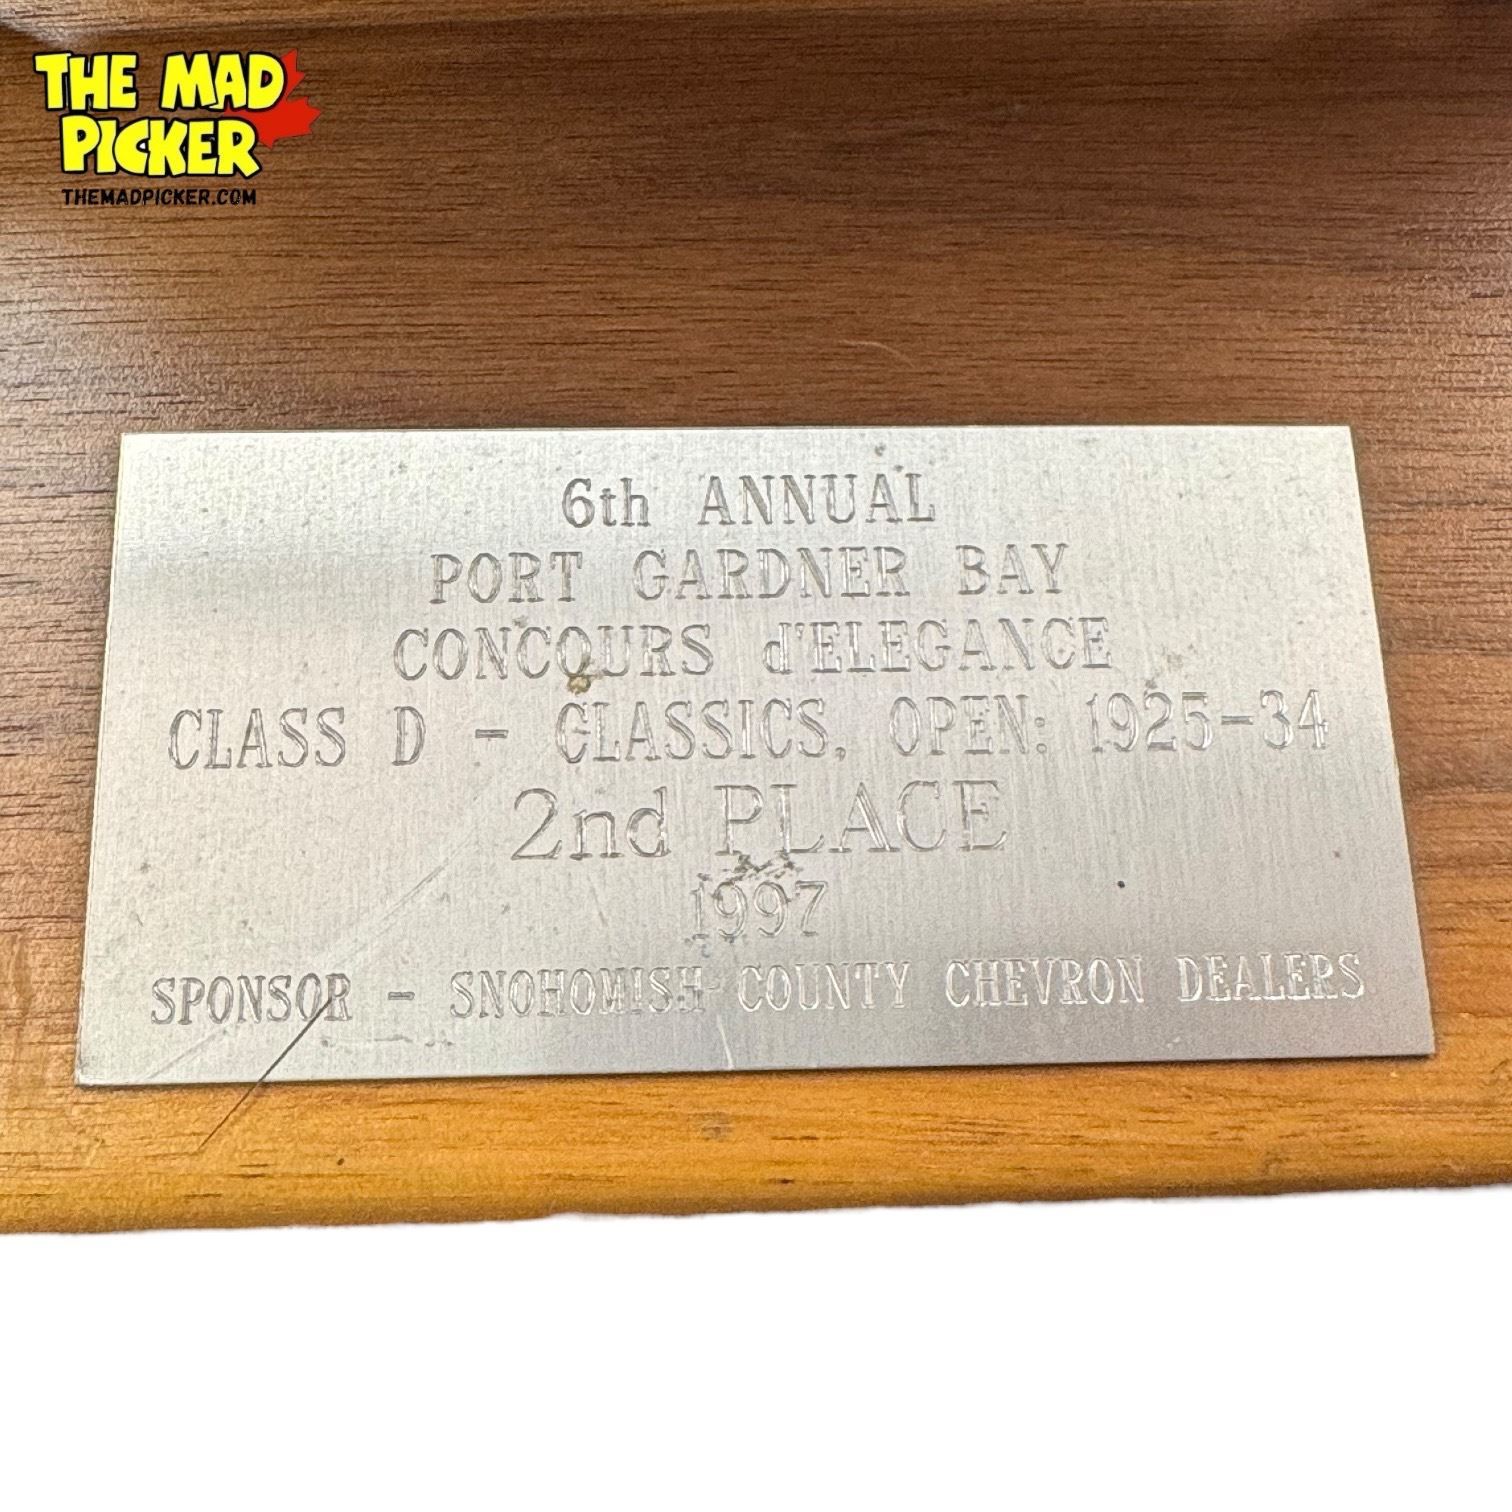 THE MAD
PICKER
THEMADPICKER.COM
6th ANNUAL
PORT GARDNER BAY
CONCOURS d'ELEGANCE
CLASS D - CLASSICS, OPEN: 1925-34
2nd PLACE
1997
SPONSOR - SNOHOMISH COUNTY CHEVRON DEALERS